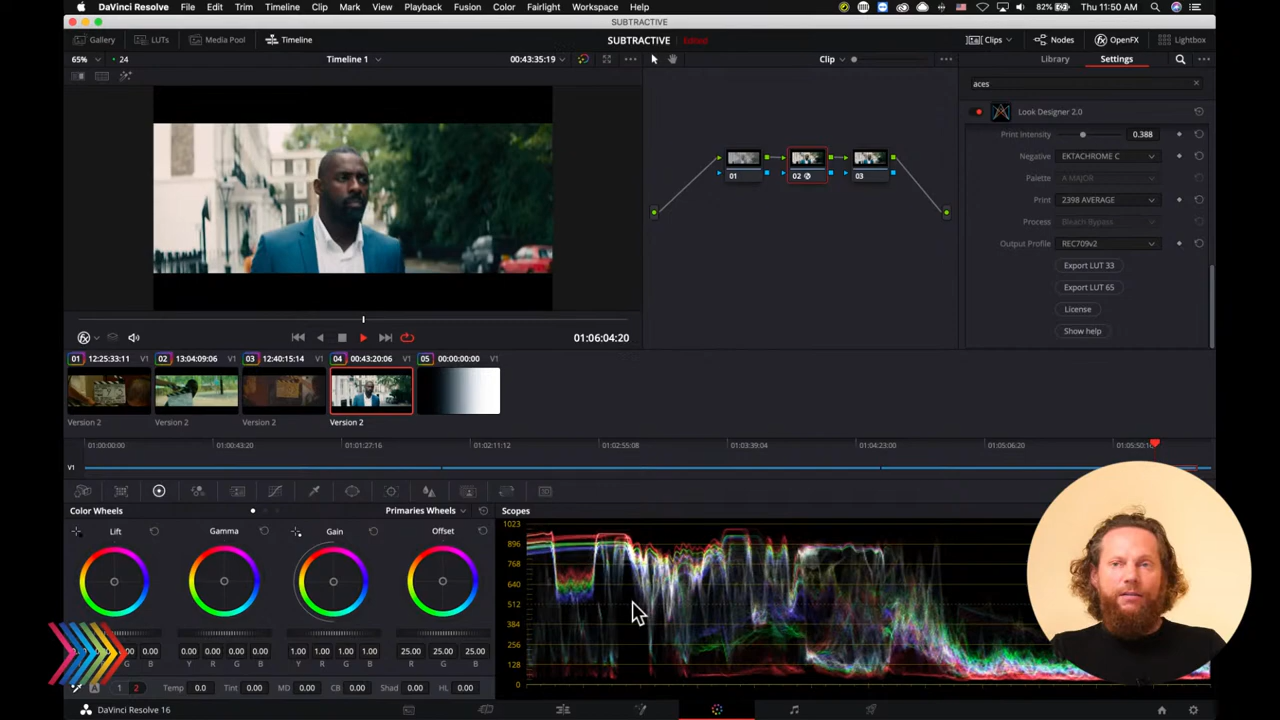 DaVinci Resolve File Edit Trim Timeline Clip Mark View Playback Fusion Color Fairlight Workspace Help 82% Thu 11:50 AM
SUBTRACTIVE
Gallery LUTs Media Pool Timeline SUBTRACTIVE Edited Clips Nodes OpenFX Lightbox
65% 24 Timeline 1 00:43:35:19 Clip Library Settings
aces
Look Designer 2.0
Print Intensity 0.388
Negative EKTACHROME C
Palette A MAJOR
Print 2398 AVERAGE
Process Bleach Bypass
Output Profile REC709v2
Export LUT 33
Export LUT 65
License
Show help
01 02 03
01:06:04:20
01 12:25:33:11 V1 02 13:04:09:06 V1 03 12:40:15:14 V1 04 00:43:20:06 V1 05 00:00:00:00 V1
Version 2 Version 2 Version 2 Version 2
01:00:00:00 01:00:43:20 01:01:27:16 01:02:11:12 01:02:55:08 01:03:39:04 01:04:23:00 01:05:06:20
V1
Color Wheels Primaries Wheels Scopes
Lift Gamma Gain Offset
1023
896
768
640
512
384
256
128
0
0.00 0.00 0.00 0.00 0.00 0.00 0.00 1.00 1.00 1.00 1.00 25.00 25.00 25.00
Y R G B Y R G B R G B
A 1 2 Temp 0.0 Tint 0.00 MD 0.00 CB 0.00 Shad 0.00 HL 0.00
DaVinci Resolve 16